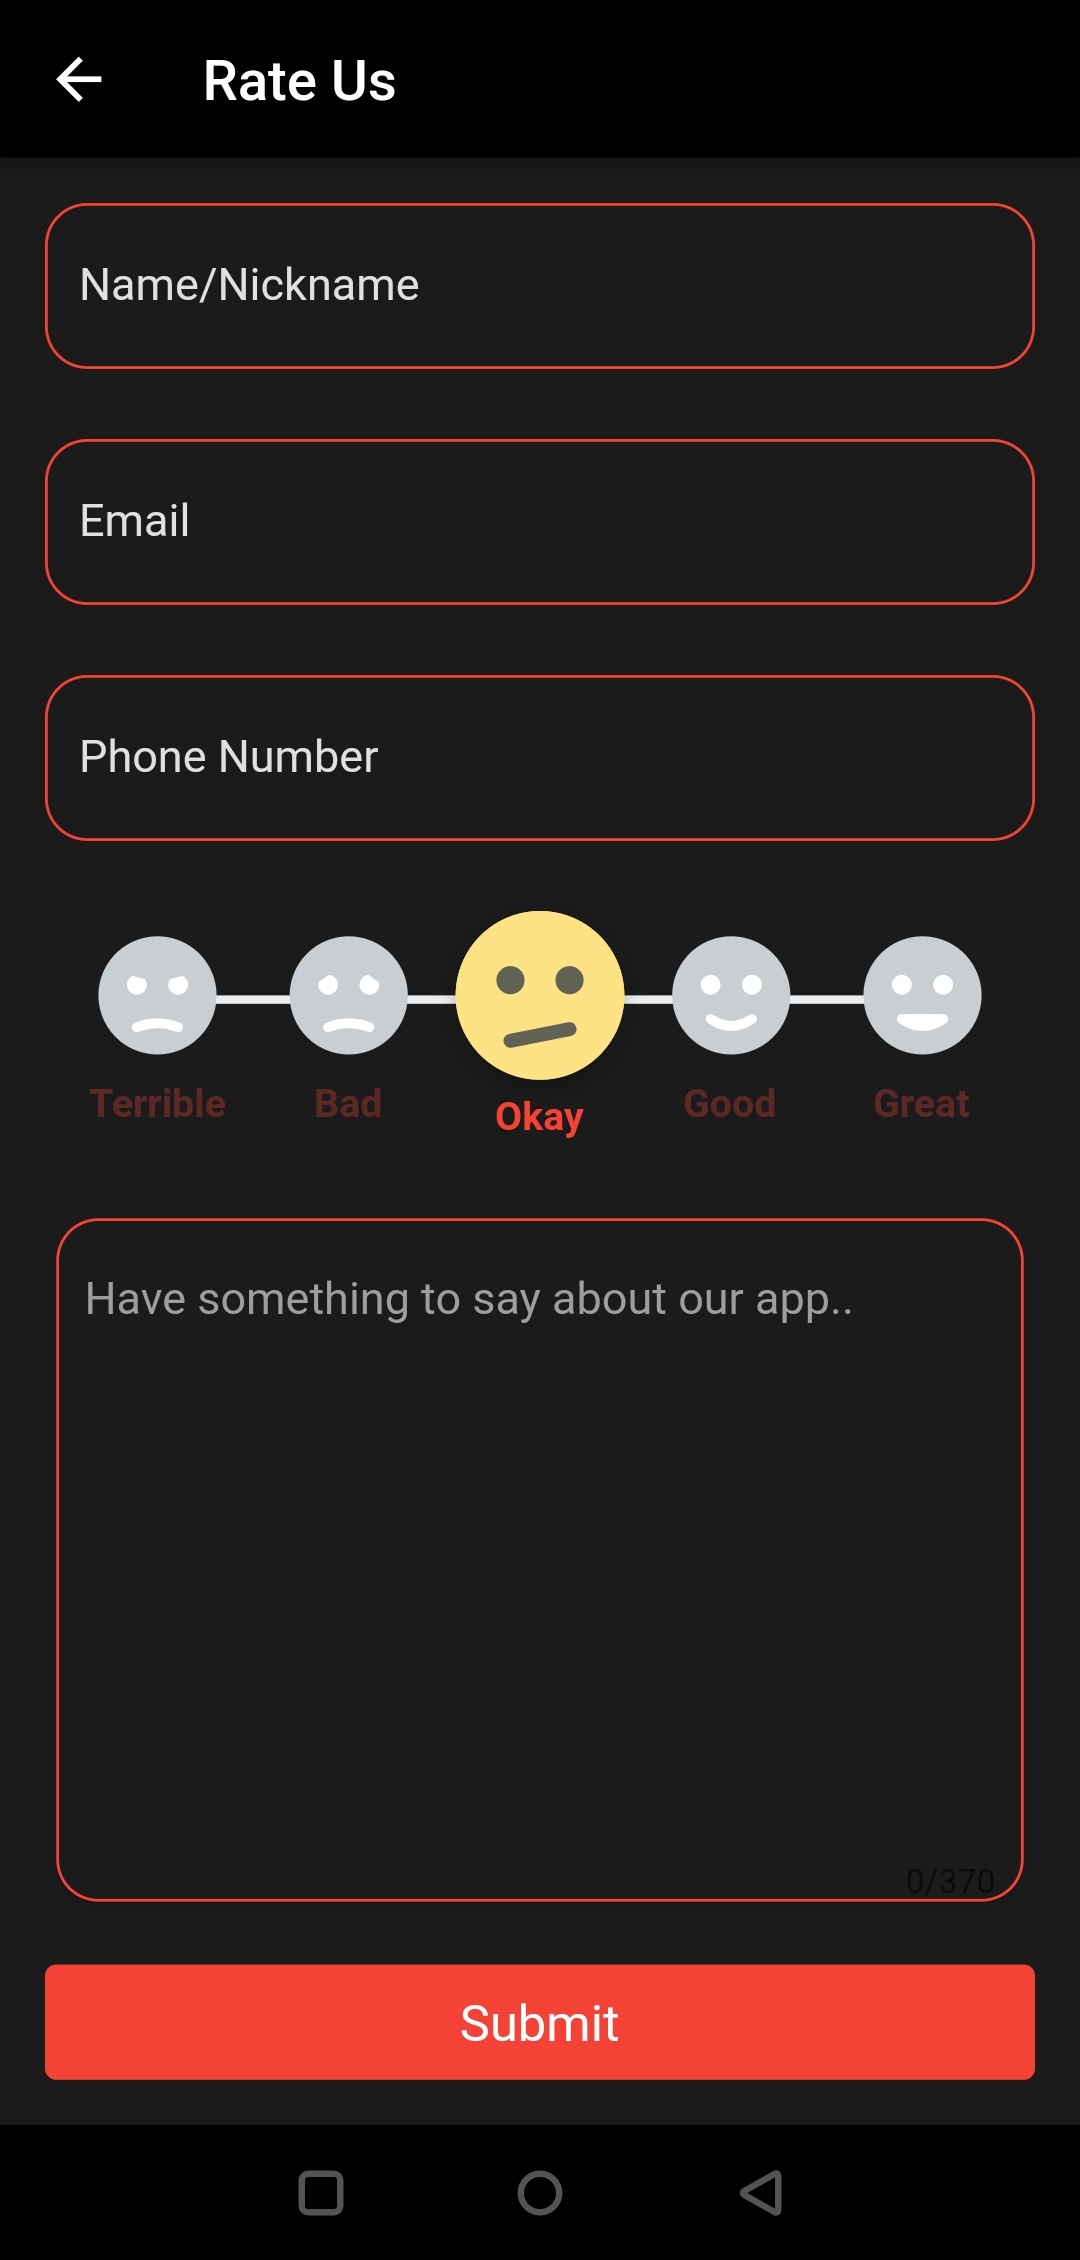 Rate Us
Name/Nickname
Email
Phone Number
Terrible Bad Okay Good Great
Have something to say about our app..
0/370
Submit